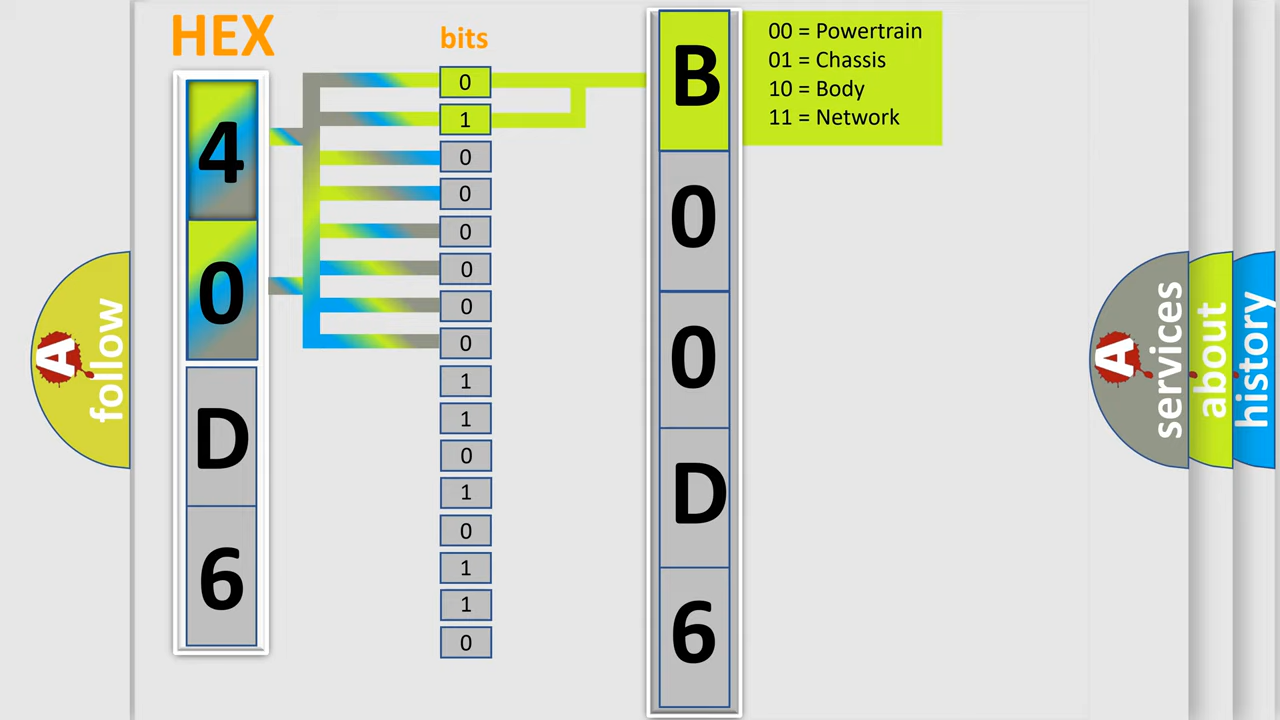 HEX
bits
4
0
D
6
0
1
0
0
0
0
0
0
1
1
0
1
0
1
1
0
B
0
0
D
6
00 = Powertrain
01 = Chassis
10 = Body
11 = Network
A
follow
A
services
about
history